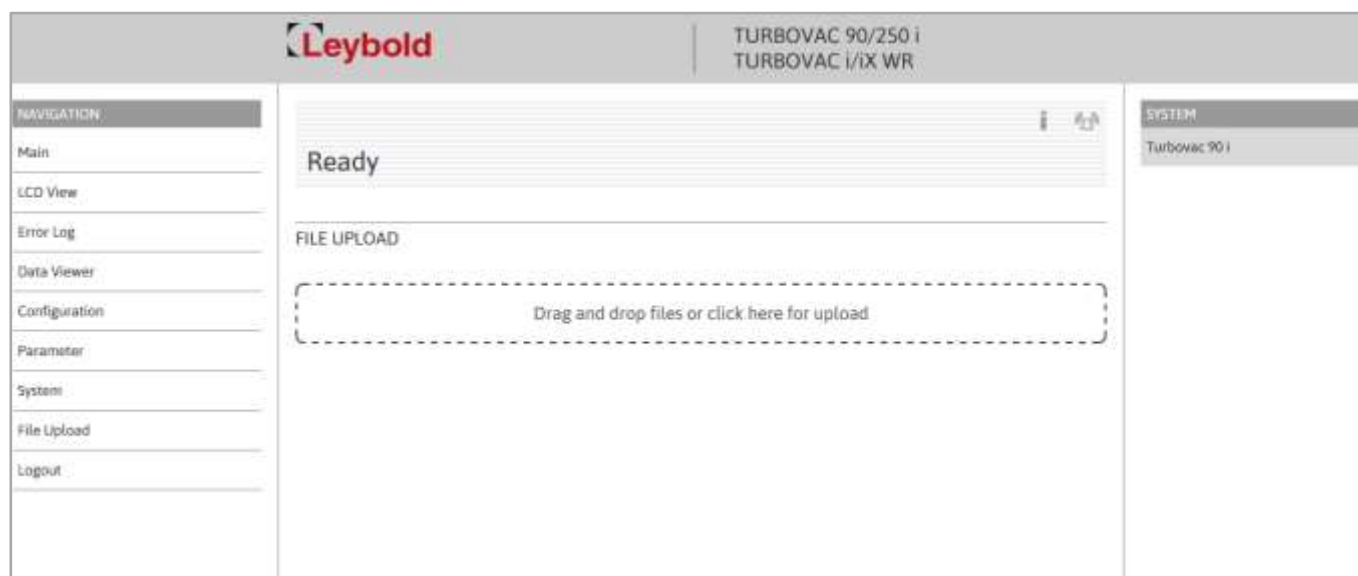 Leybold
TURBOVAC 90/250 i
TURBOVAC i/iX WR
NAVIGATION
Main
LCD View
Error Log
Data Viewer
Configuration
Parameter
System
File Upload
Logout
Ready
FILE UPLOAD
Drag and drop files or click here for upload
SYSTEM
Turbovac 90 i